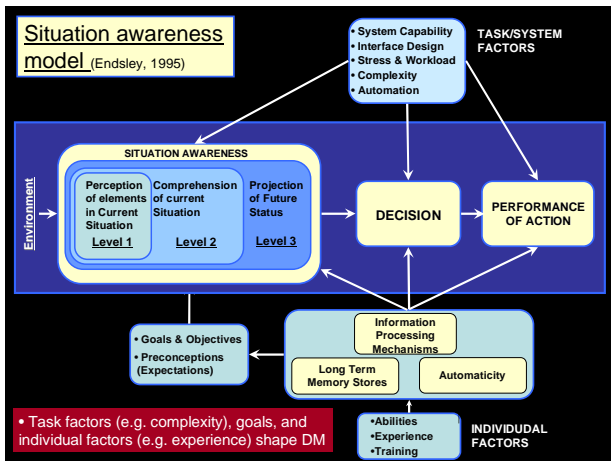 Situation awareness
model (Endsley, 1995)
• System Capability
• Interface Design
• Stress & Workload
• Complexity
• Automation
TASK/SYSTEM
FACTORS
Environment
SITUATION AWARENESS
Perception
of elements
in Current
Situation
Level 1
Comprehension
of current
Situation
Level 2
Projection
of Future
Status
Level 3
DECISION
PERFORMANCE
OF ACTION
• Goals & Objectives
• Preconceptions
(Expectations)
Information
Processing
Mechanisms
Long Term
Memory Stores
Automaticity
• Task factors (e.g. complexity), goals, and
individual factors (e.g. experience) shape DM
•Abilities
•Experience
•Training
INDIVIDUDAL
FACTORS